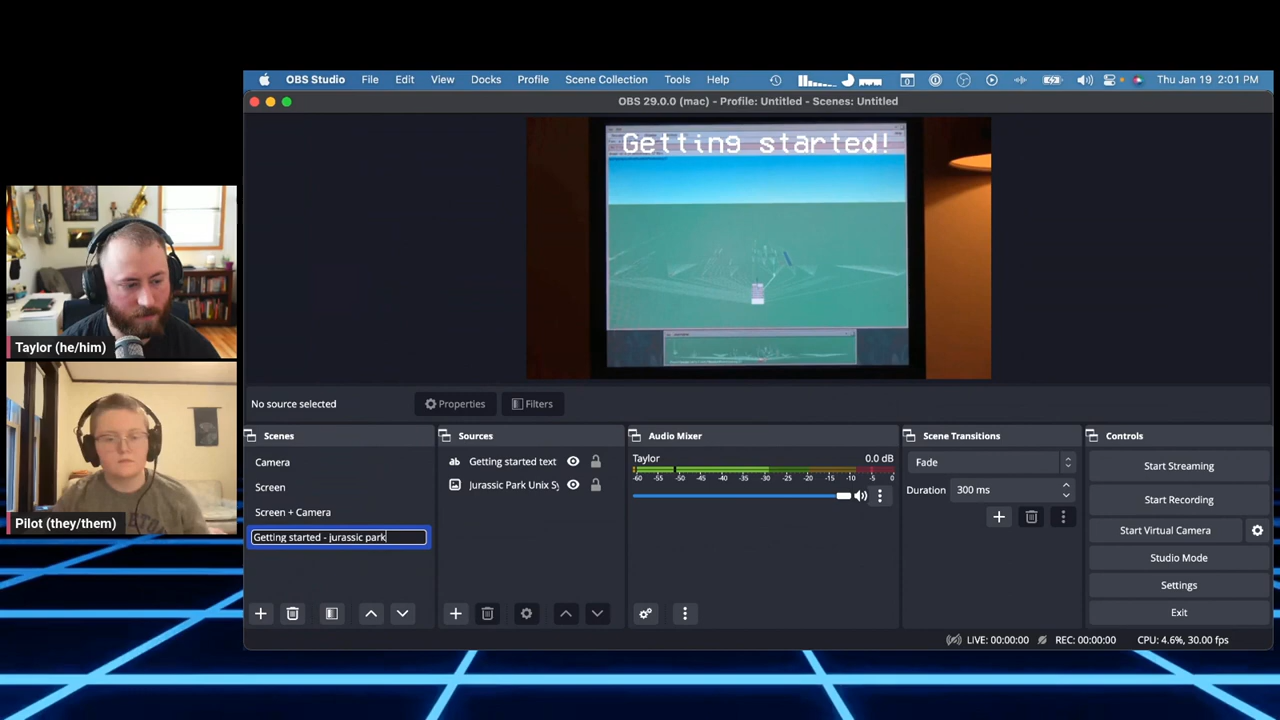 OBS Studio File Edit View Docks Profile Scene Collection Tools Help Thu Jan 19 2:01 PM
OBS 29.0.0 (mac) - Profile: Untitled - Scenes: Untitled
Getting started!
Taylor (he/him)
Pilot (they/them)
No source selected Properties Filters
Scenes
Camera
Screen
Screen + Camera
Getting started - jurassic park
Sources
ab Getting started text
Jurassic Park Unix Sy
Audio Mixer
Taylor 0.0 dB
-60 -55 -50 -45 -40 -35 -30 -25 -20 -15 -10 -5 0
Scene Transitions
Fade
Duration 300 ms
Controls
Start Streaming
Start Recording
Start Virtual Camera
Studio Mode
Settings
Exit
LIVE: 00:00:00 REC: 00:00:00 CPU: 4.6%, 30.00 fps